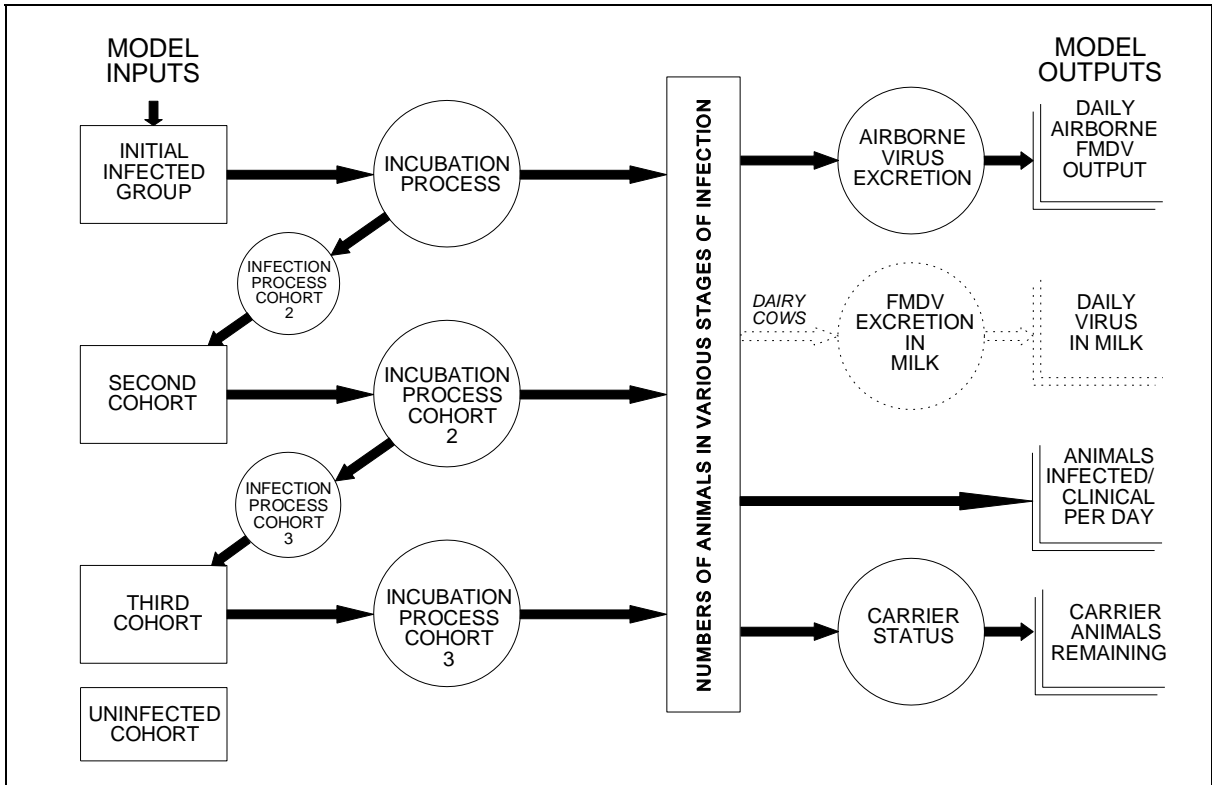 MODEL
INPUTS
INITIAL
INFECTED
GROUP
INCUBATION
PROCESS
INFECTION
PROCESS
COHORT
2
SECOND
COHORT
INCUBATION
PROCESS
COHORT
2
INFECTION
PROCESS
COHORT
3
THIRD
COHORT
INCUBATION
PROCESS
COHORT
3
UNINFECTED
COHORT
NUMBERS OF ANIMALS IN VARIOUS STAGES OF INFECTION
MODEL
OUTPUTS
AIRBORNE
VIRUS
EXCRETION
DAILY
AIRBORNE
FMDV
OUTPUT
DAIRY
COWS
FMDV
EXCRETION
IN
MILK
DAILY
VIRUS
IN MILK
ANIMALS
INFECTED/
CLINICAL
PER DAY
CARRIER
STATUS
CARRIER
ANIMALS
REMAINING